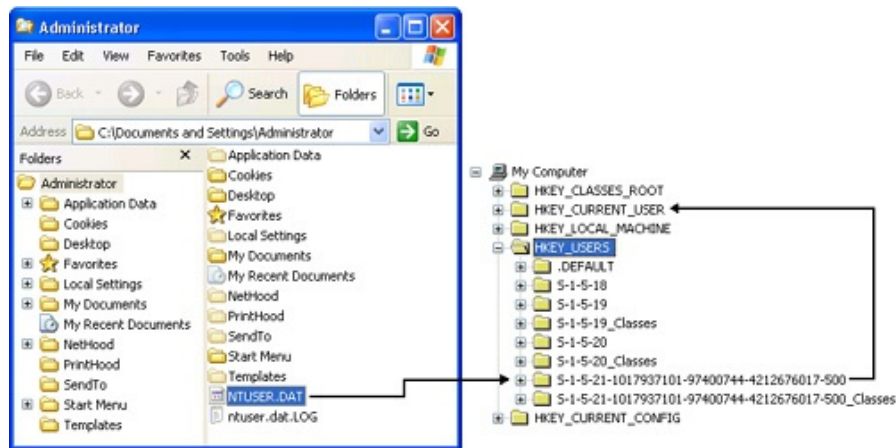 Administrator
File Edit View Favorites Tools Help
Back Search Folders
Address C:\Documents and Settings\Administrator Go
Folders
Administrator
Application Data
Cookies
Desktop
Favorites
Local Settings
My Documents
My Recent Documents
NetHood
PrintHood
SendTo
Start Menu
Templates
Application Data
Cookies
Desktop
Favorites
Local Settings
My Documents
My Recent Documents
NetHood
PrintHood
SendTo
Start Menu
Templates
NTUSER.DAT
ntuser.dat.LOG
My Computer
HKEY_CLASSES_ROOT
HKEY_CURRENT_USER
HKEY_LOCAL_MACHINE
HKEY_USERS
.DEFAULT
S-1-5-18
S-1-5-19
S-1-5-19_Classes
S-1-5-20
S-1-5-20_Classes
S-1-5-21-1017937101-97400744-4212676017-500
S-1-5-21-1017937101-97400744-4212676017-500_Classes
HKEY_CURRENT_CONFIG